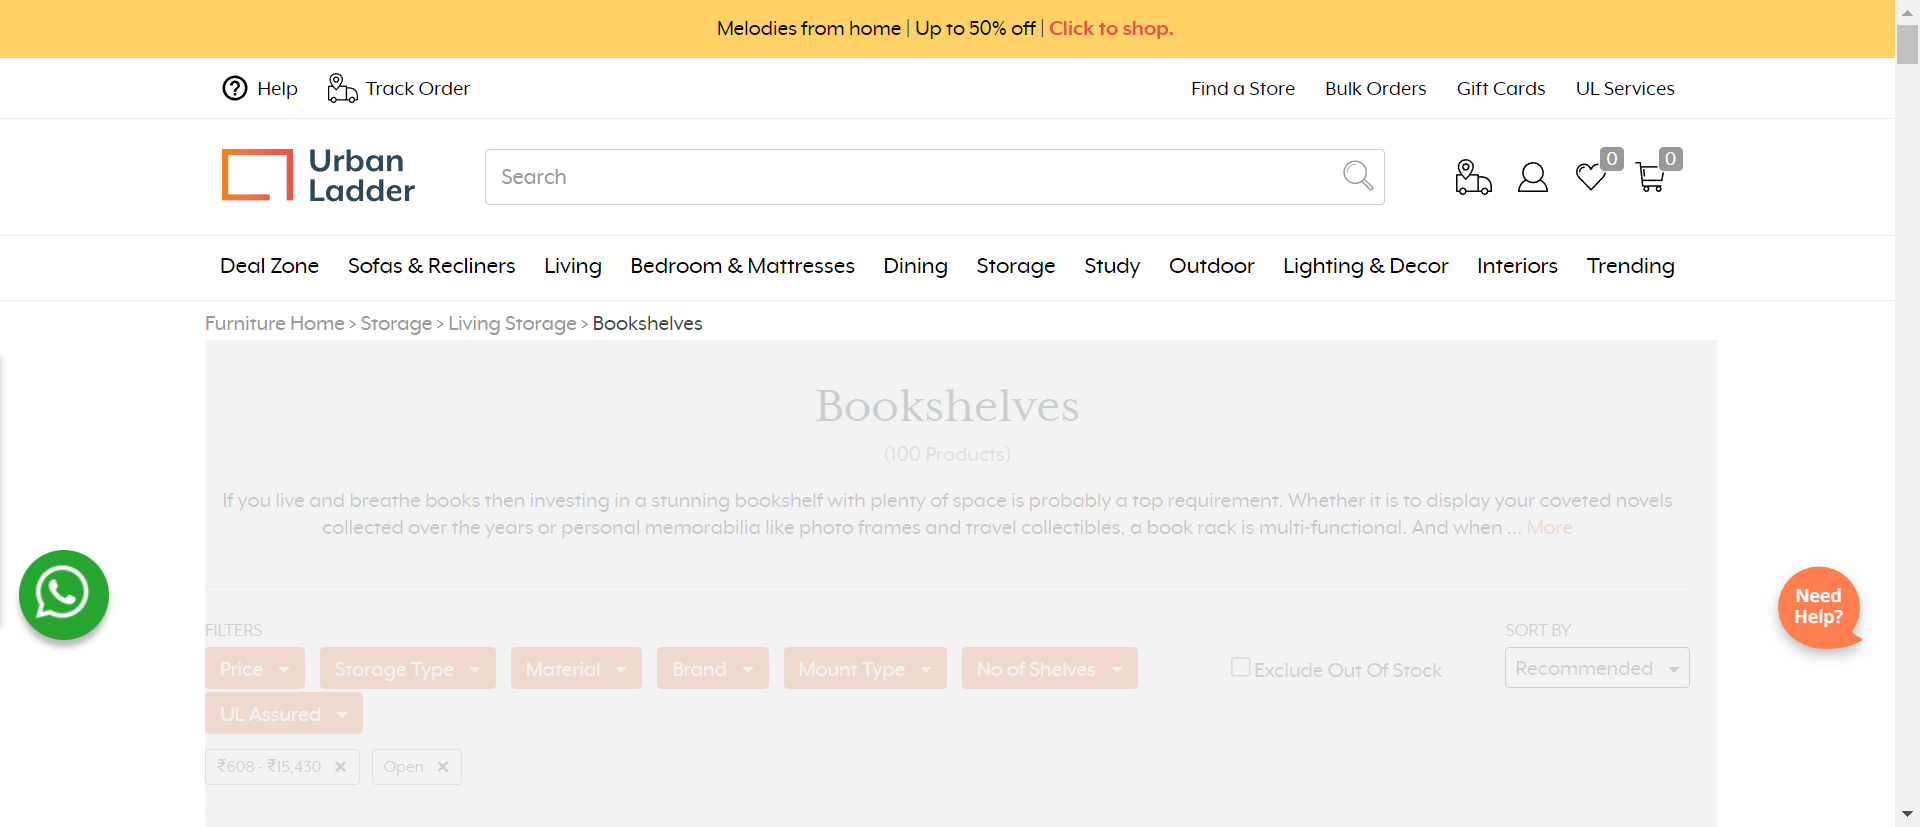 Melodies from home | Up to 50% off | Click to shop.
Help Track Order Find a Store Bulk Orders Gift Cards UL Services
Urban
Ladder
Search
0
0
Deal Zone Sofas & Recliners Living Bedroom & Mattresses Dining Storage Study Outdoor Lighting & Decor Interiors Trending
Furniture Home > Storage > Living Storage > Bookshelves
Bookshelves
(100 Products)
If you live and breathe books then investing in a stunning bookshelf with plenty of space is probably a top requirement. Whether it is to display your coveted novels
collected over the years or personal memorabilia like photo frames and travel collectibles, a book rack is multi-functional. And when ... More
Need
Help?
FILTERS SORT BY
Price Storage Type Material Brand Mount Type No of Shelves Exclude Out Of Stock Recommended
UL Assured
₹608 - ₹15,430 × Open ×